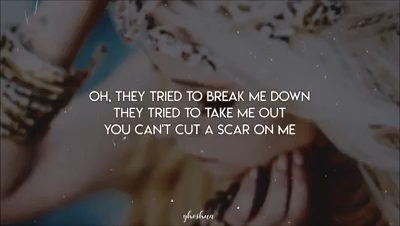 OH, THEY TRIED TO BREAK ME DOWN
THEY TRIED TO TAKE ME OUT
YOU CAN'T CUT A SCAR ON ME
gheshua